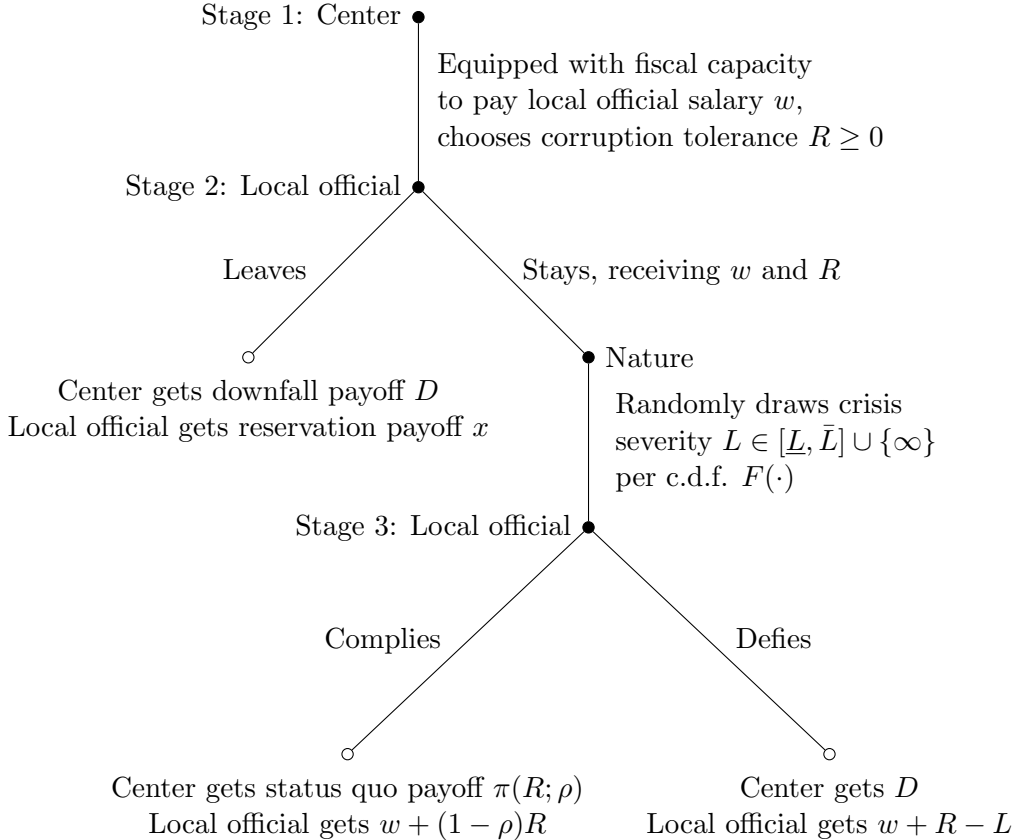 Stage 1: Center
Equipped with fiscal capacity
to pay local official salary w,
chooses corruption tolerance R ≥ 0
Stage 2: Local official
Leaves
Stays, receiving w and R
Nature
Center gets downfall payoff D
Local official gets reservation payoff x
Randomly draws crisis
severity L ∈ [L̲, L̄] ∪ {∞}
per c.d.f. F(·)
Stage 3: Local official
Complies
Defies
Center gets status quo payoff π(R; ρ)
Local official gets w + (1 − ρ)R
Center gets D
Local official gets w + R − L